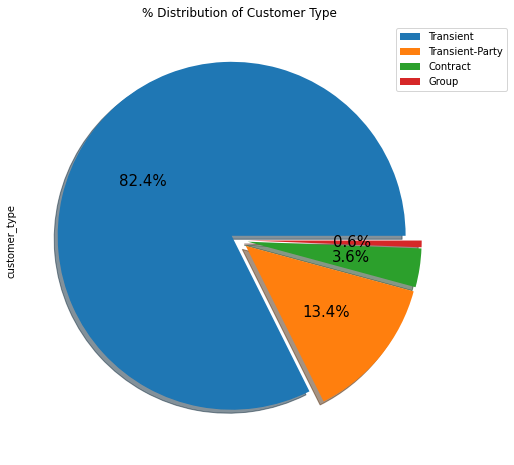 % Distribution of Customer Type
Transient
Transient-Party
Contract
Group
82.4%
0.6%
3.6%
13.4%
customer_type